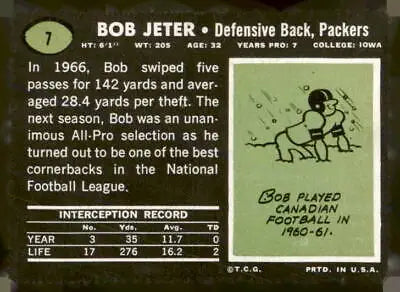 7
BOB JETER • Defensive Back, Packers
HT: 6'1" WT: 205 AGE: 32 YEARS PRO: 7 COLLEGE: IOWA
In 1966, Bob swiped five
passes for 142 yards and av-
eraged 28.4 yards per theft. The
next season, Bob was an unan-
imous All-Pro selection as he
turned out to be one of the best
cornerbacks in the National
Football League.
INTERCEPTION RECORD
No. Yds. Avg. TD
YEAR 3 35 11.7 0
LIFE 17 276 16.2 2
BOB PLAYED
CANADIAN
FOOTBALL IN
1960-61.
©T.C.G. PRTD. IN U.S.A.